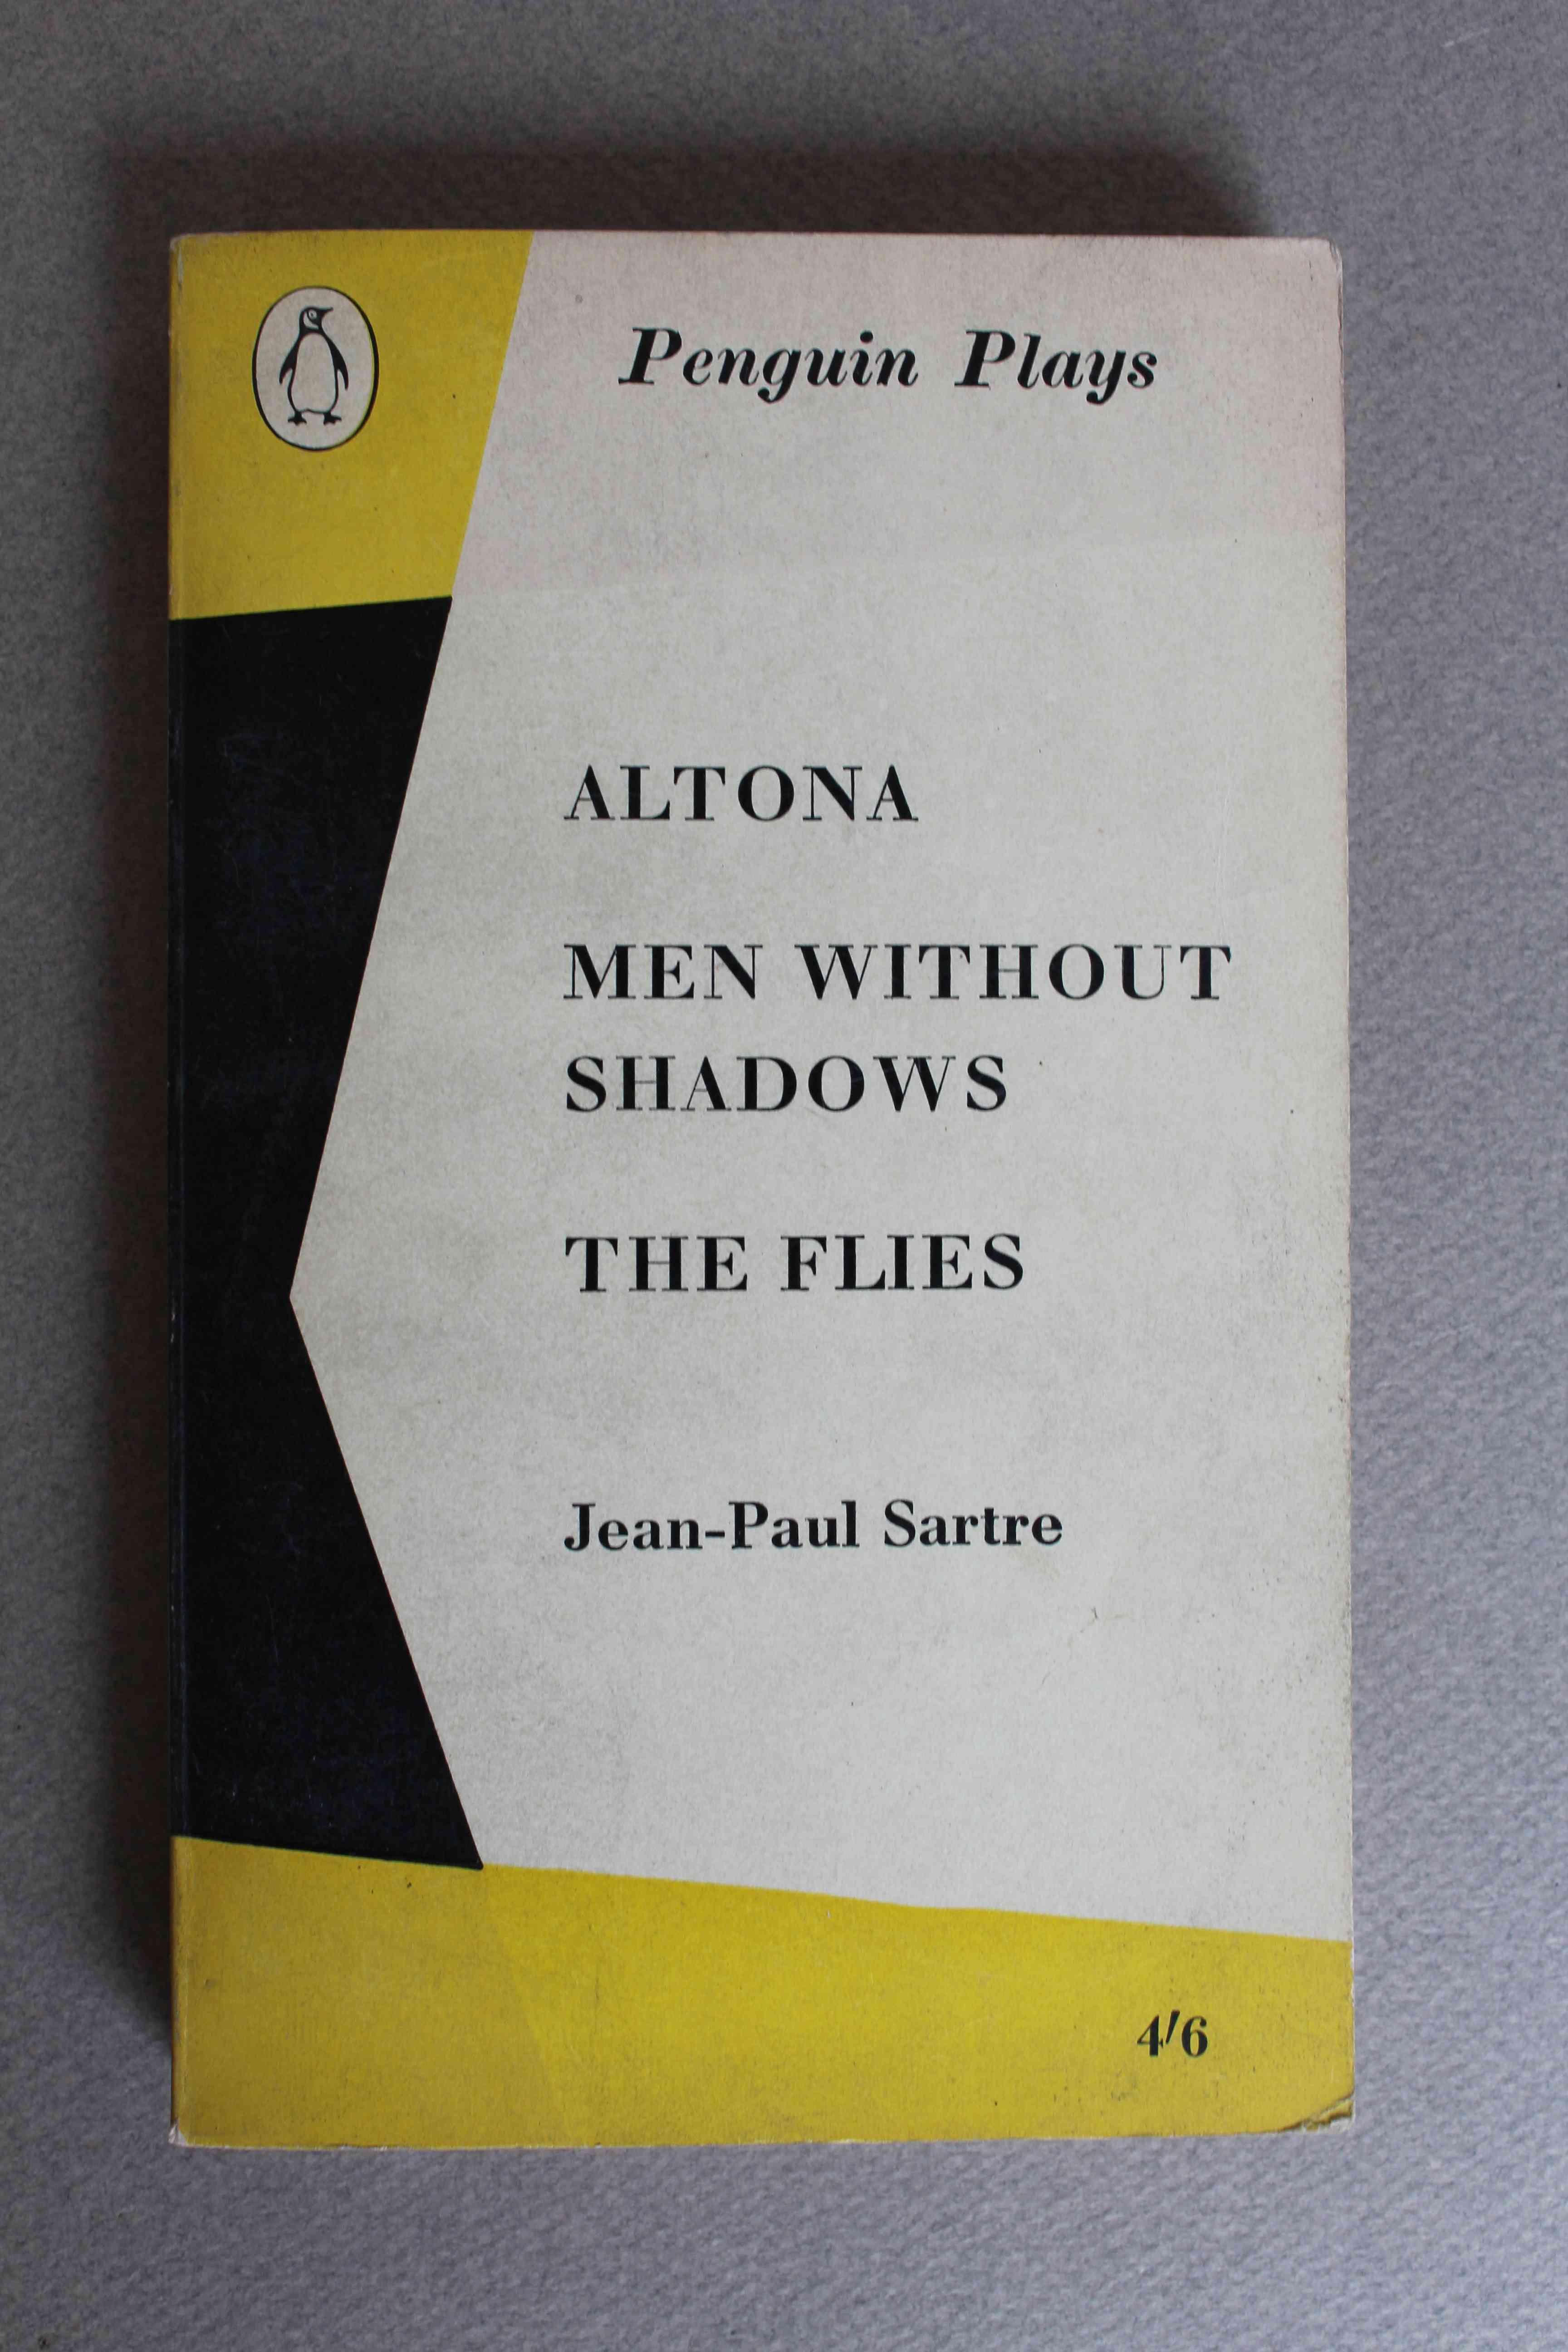 Penguin Plays
ALTONA
MEN WITHOUT
SHADOWS
THE FLIES
Jean-Paul Sartre
4/6